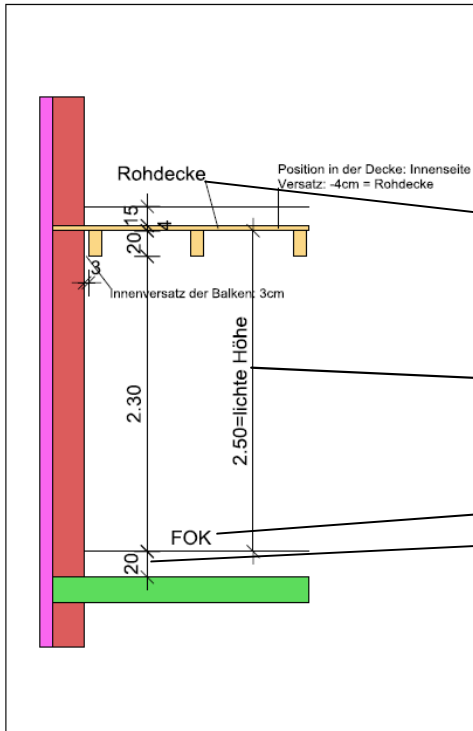 Position in der Decke: Innenseite
Rohdecke
Versatz: -4cm = Rohdecke
15
4
20
3
Innenversatz der Balken: 3cm
2.30
2.50=lichte Höhe
FOK
20